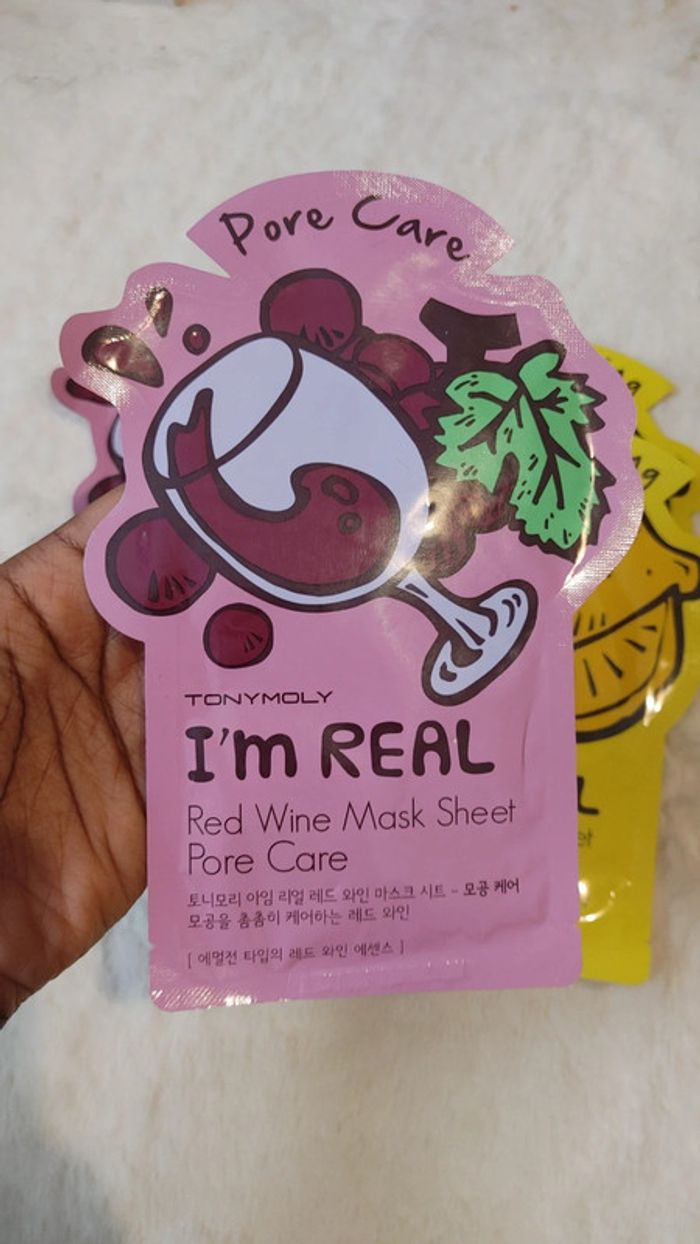 Pore Care
TONYMOLY
I'm REAL
Red Wine Mask Sheet
Pore Care
토니모리 아임 리얼 레드 와인 마스크 시트 - 모공 케어
모공을 촘촘히 케어하는 레드 와인
[ 에멀전 타입의 레드 와인 에센스 ]